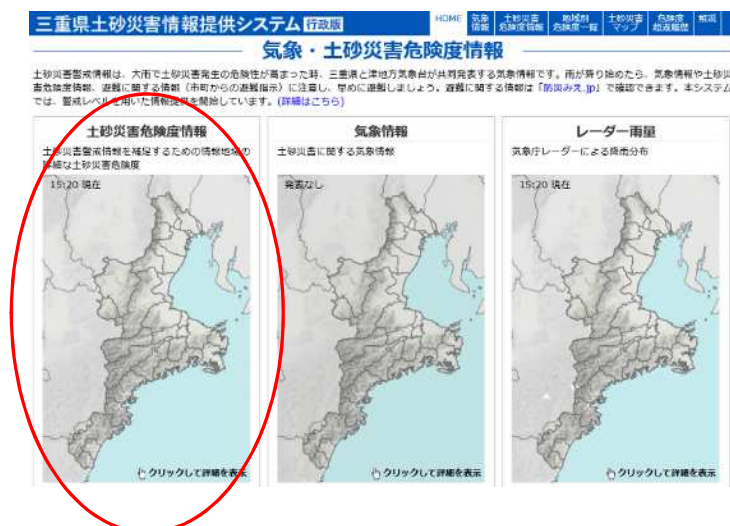 三重県土砂災害情報提供システム 行政版
HOME 気象情報 土砂災害危険度情報 地域別危険度一覧 土砂災害マップ 危険度超過履歴 解説
気象・土砂災害危険度情報
土砂災害警戒情報は、大雨で土砂災害発生の危険性が高まった時、三重県と津地方気象台が共同発表する気象情報です。雨が降り始めたら、気象情報や土砂災
害危険度情報、避難に関する情報（市町からの避難指示）に注意し、早めに避難しましょう。避難に関する情報は「防災みえ.jp」で確認できます。本システム
では、警戒レベルを用いた情報提供を開始しています。(詳細はこちら)
土砂災害危険度情報
土砂災害警戒情報を補足するための情報地域の
詳細な土砂災害危険度
15:20 現在
クリックして詳細を表示
気象情報
土砂災害に関する気象情報
発表なし
クリックして詳細を表示
レーダー雨量
気象庁レーダーによる降雨分布
15:20 現在
クリックして詳細を表示